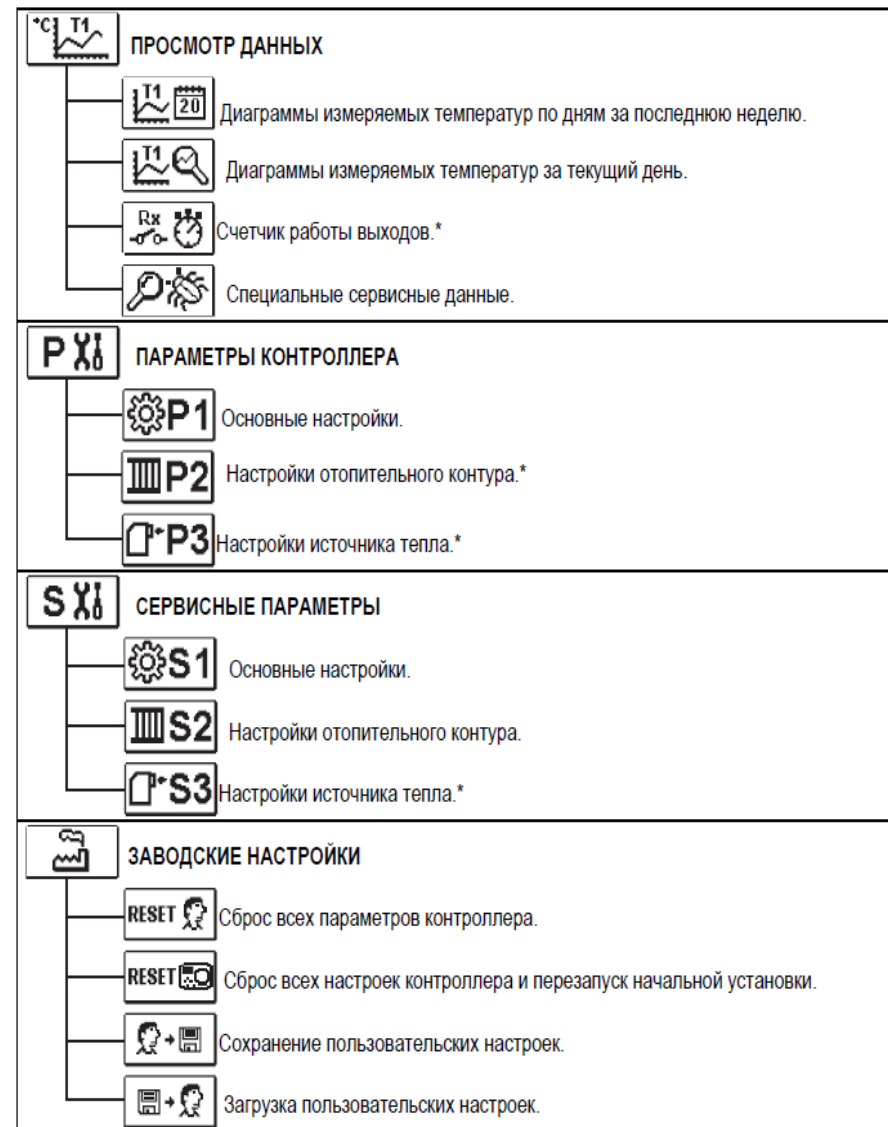 °C T1
ПРОСМОТР ДАННЫХ
T1 20 Диаграммы измеряемых температур по дням за последнюю неделю.
T1 Диаграммы измеряемых температур за текущий день.
Rx Счетчик работы выходов.*
Специальные сервисные данные.
P ПАРАМЕТРЫ КОНТРОЛЛЕРА
P1 Основные настройки.
P2 Настройки отопительного контура.*
P3 Настройки источника тепла.*
S СЕРВИСНЫЕ ПАРАМЕТРЫ
S1 Основные настройки.
S2 Настройки отопительного контура.
S3 Настройки источника тепла.*
ЗАВОДСКИЕ НАСТРОЙКИ
RESET Сброс всех параметров контроллера.
RESET Сброс всех настроек контроллера и перезапуск начальной установки.
Сохранение пользовательских настроек.
Загрузка пользовательских настроек.